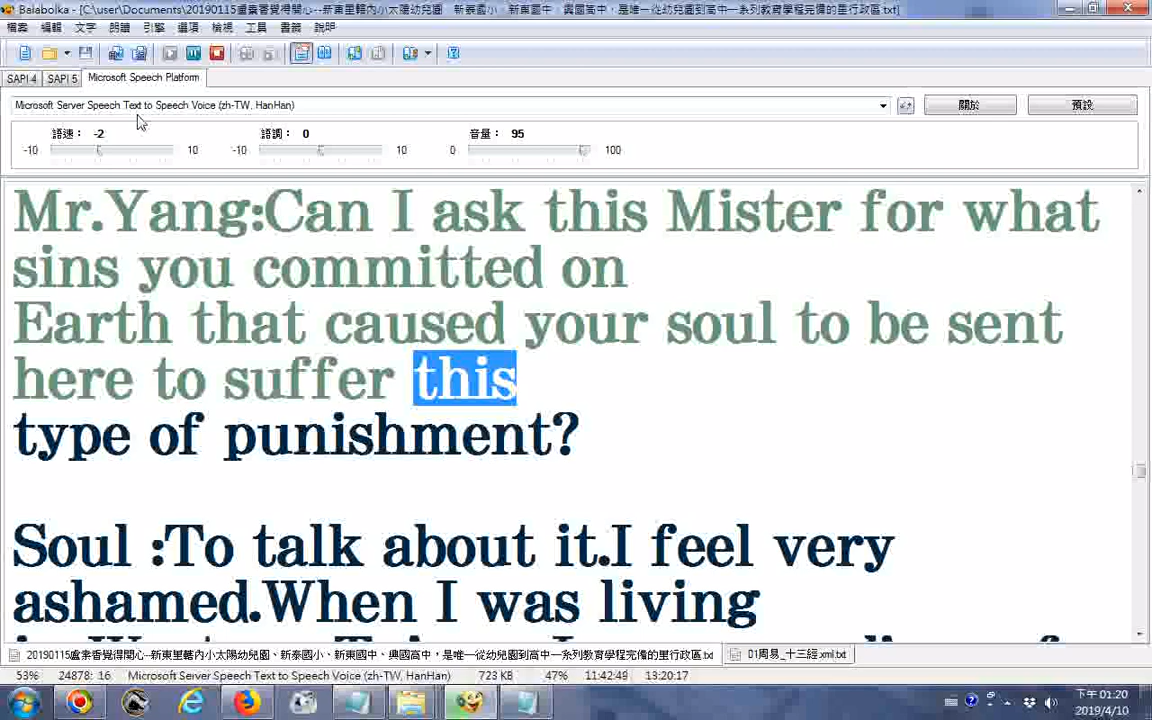 Balabolka - [C:\user\Documents\20190115盧素香覺得開心--新東里轄內小太陽幼兒園、新泰國小、新東國中、興國高中，是唯一從幼兒園到高中一系列教育學程完備的里行政區.txt]
檔案 編輯 文字 朗讀 引擎 選項 檢視 工具 書籤 說明
SAPI 4 SAPI 5 Microsoft Speech Platform
Microsoft Server Speech Text to Speech Voice (zh-TW, HanHan) 關於 預設
語速： -2 語調： 0 音量： 95
-10 10 -10 10 0 100
Mr.Yang:Can I ask this Mister for what
sins you committed on
Earth that caused your soul to be sent
here to suffer this
type of punishment?
Soul :To talk about it.I feel very
ashamed.When I was living
20190115盧素香覺得開心--新東里轄內小太陽幼兒園、新泰國小、新東國中、興國高中，是唯一從幼兒園到高中一系列教育學程完備的里行政區.txt 01周易_十三經.xml.txt
53% 24878: 16 Microsoft Server Speech Text to Speech Voice (zh-TW, HanHan) 723 KB 47% 11:42:49 13:20:17
下午 01:20
2019/4/10